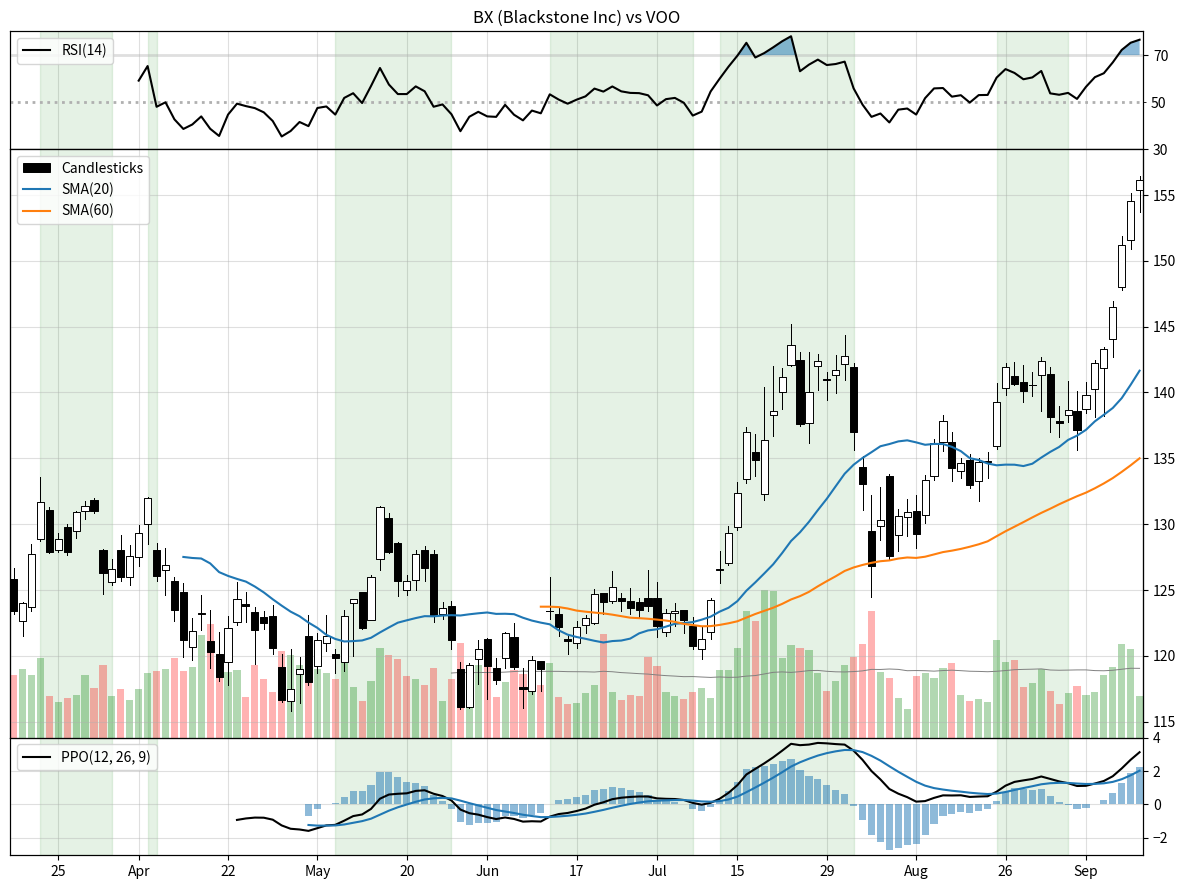 BX (Blackstone Inc) vs VOO
RSI(14)
70
50
30
Candlesticks
SMA(20)
SMA(60)
155
150
145
140
135
130
125
120
115
PPO(12, 26, 9)
4
2
0
−2
25 Apr 22 May 20 Jun 17 Jul 15 29 Aug 26 Sep